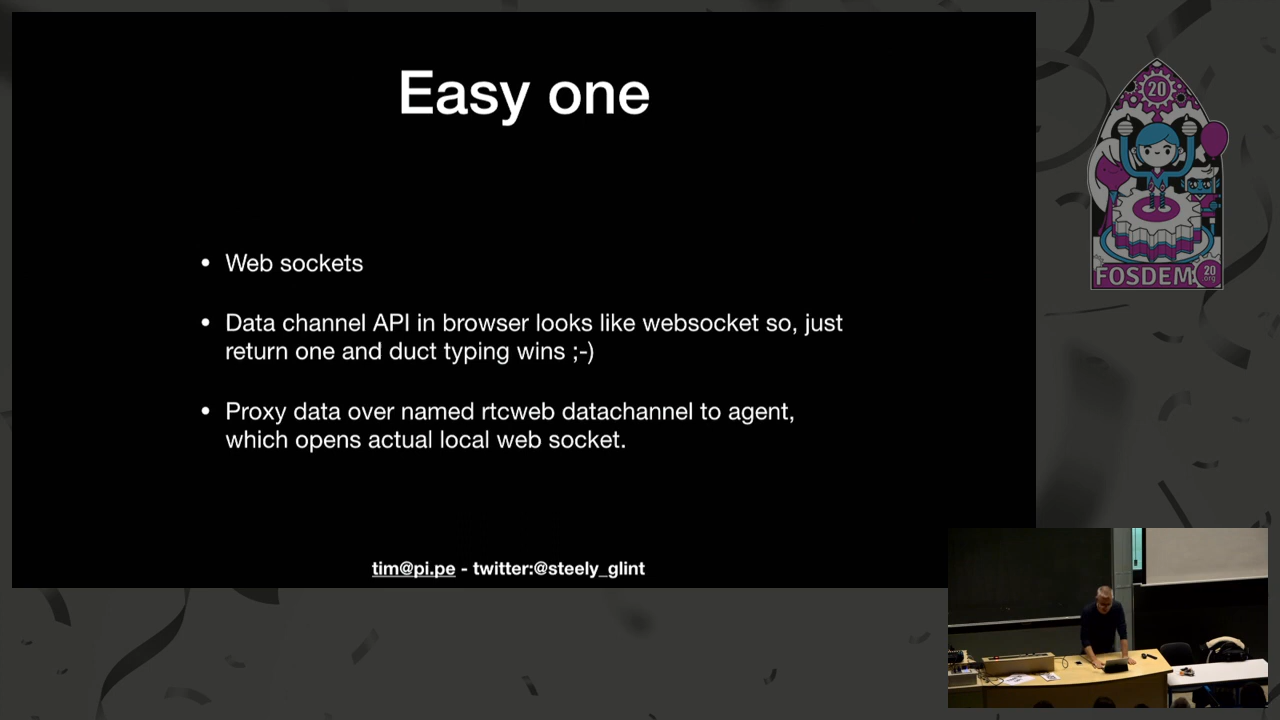 Easy one
• Web sockets
• Data channel API in browser looks like websocket so, just
return one and duct typing wins ;-)
• Proxy data over named rtcweb datachannel to agent,
which opens actual local web socket.
tim@pi.pe - twitter:@steely_glint
20
FOSDEM 20
.org